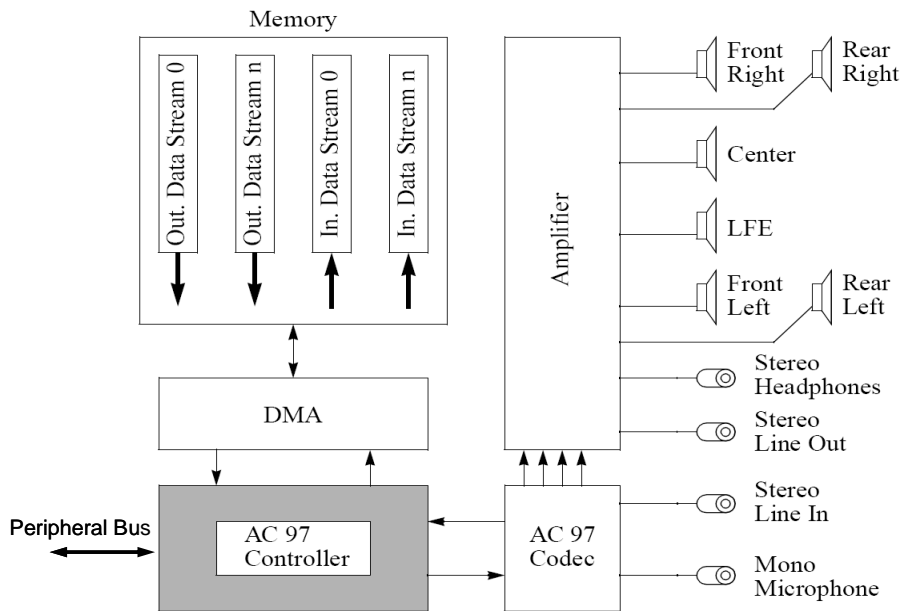 Memory
Out. Data Stream 0
Out. Data Stream n
In. Data Stream 0
In. Data Stream n
DMA
Peripheral Bus
AC 97
Controller
AC 97
Codec
Amplifier
Front
Right
Rear
Right
Center
LFE
Front
Left
Rear
Left
Stereo
Headphones
Stereo
Line Out
Stereo
Line In
Mono
Microphone